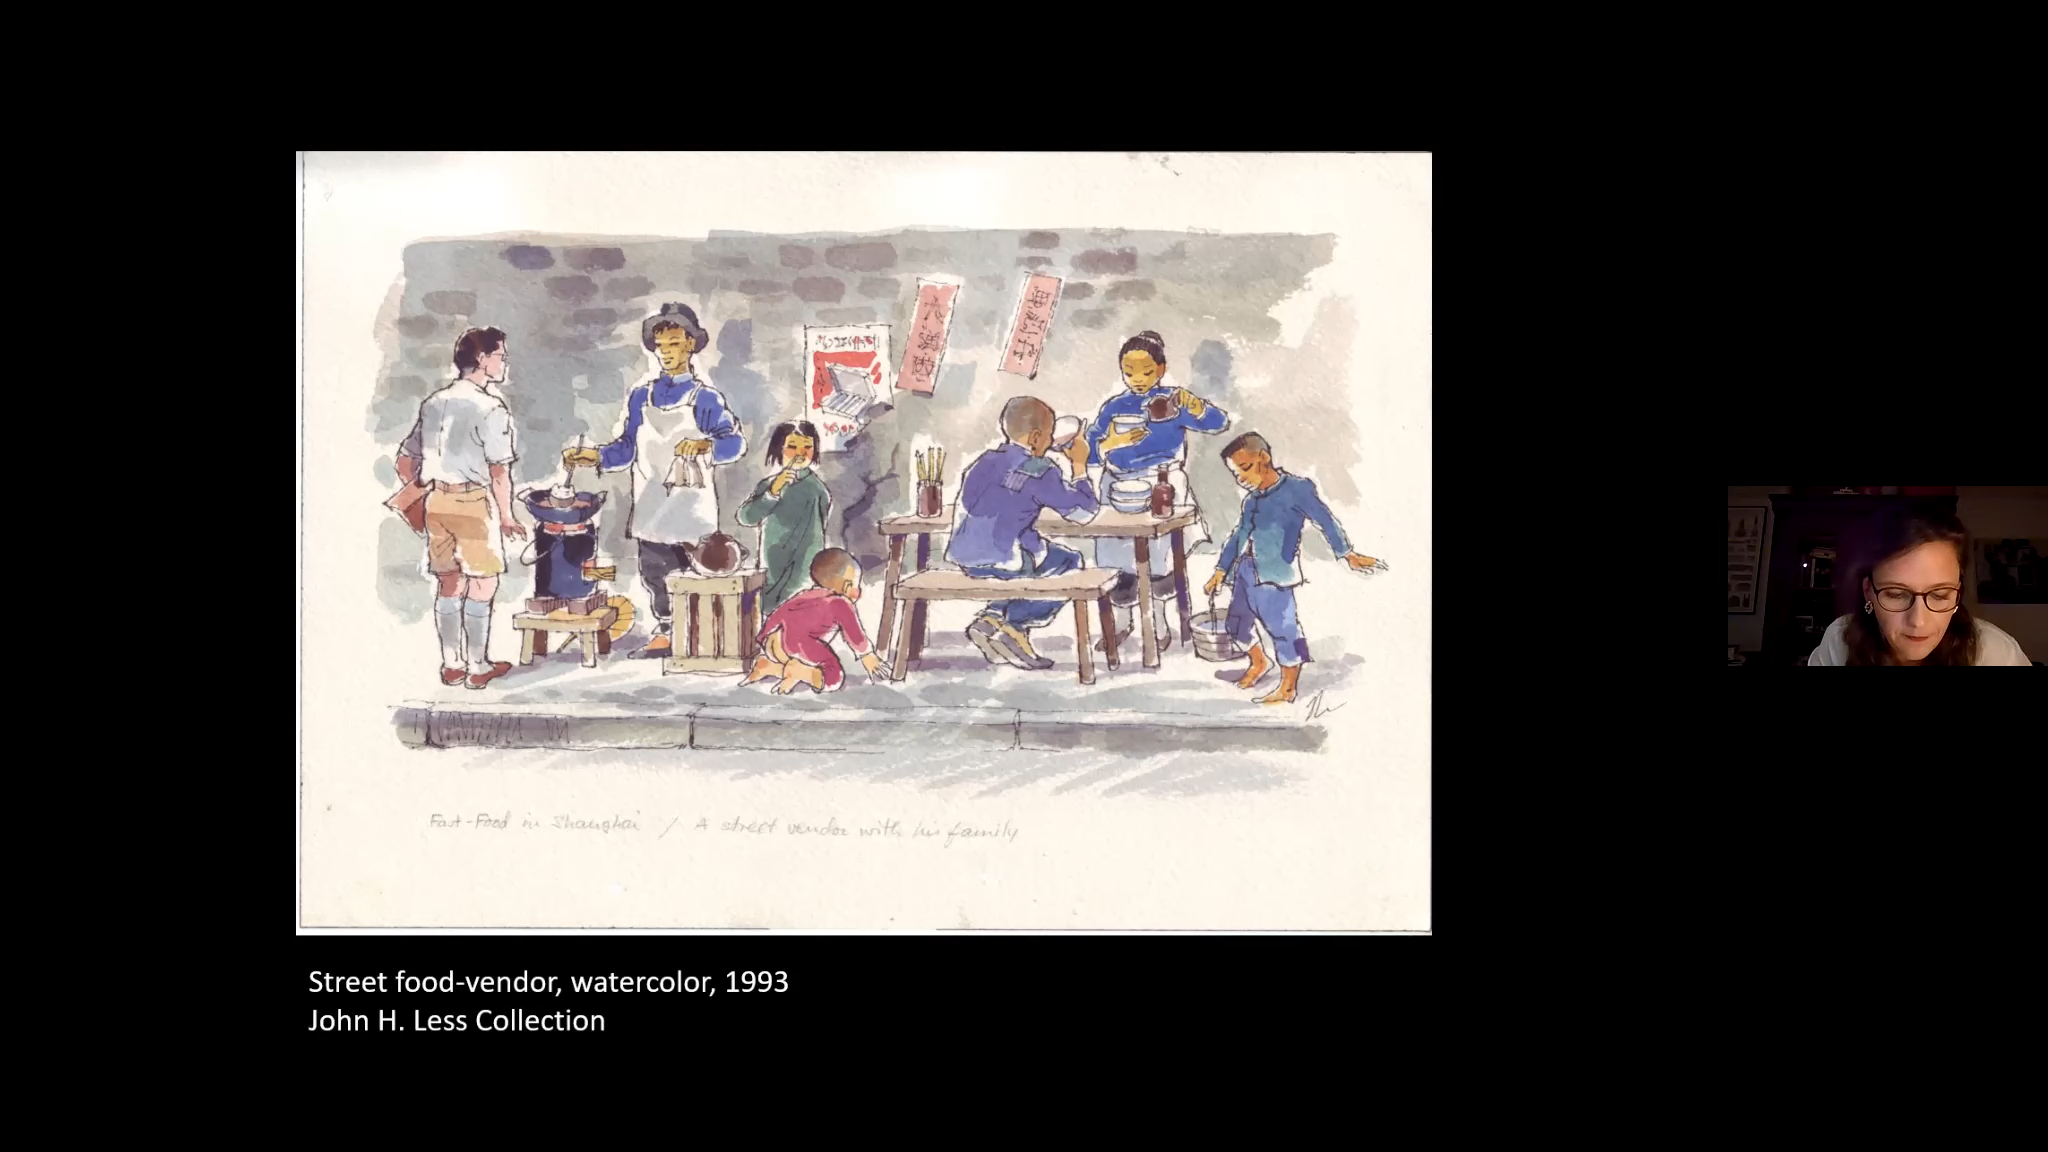 Fast-Food in Shanghai / A street vendor with his family
Street food-vendor, watercolor, 1993
John H. Less Collection